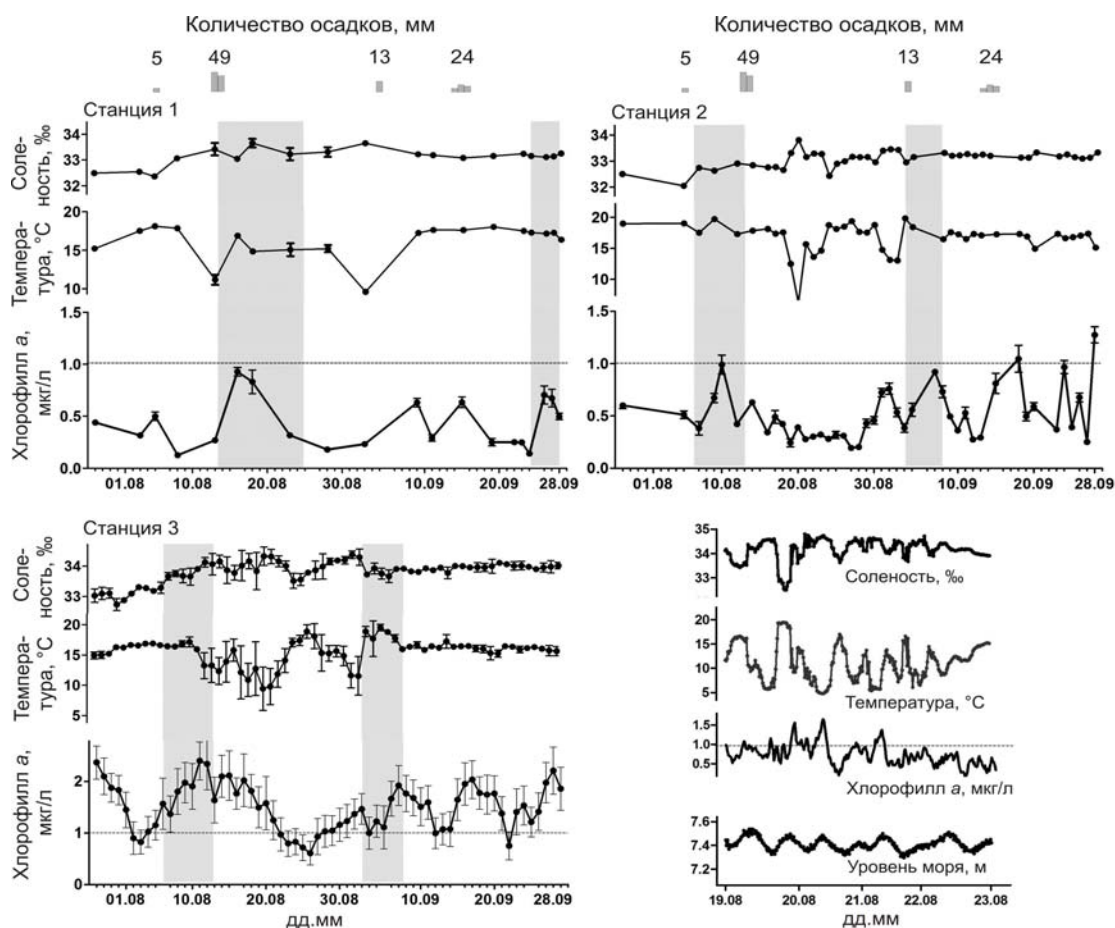 Количество осадков, мм
Количество осадков, мм
5 49 13 24
5 49 13 24
Станция 1
Соле-
ность, ‰
34
33
32
Темпера-
тура, °C
20
15
10
Хлорофилл а,
мкг/л
1.5
1.0
0.5
0.0
01.08 10.08 20.08 30.08 10.09 20.09 28.09
Станция 2
Соле-
ность, ‰
34
33
32
Темпера-
тура, °C
20
15
10
Хлорофилл а,
мкг/л
1.5
1.0
0.5
0.0
01.08 10.08 20.08 30.08 10.09 20.09 28.09
Станция 3
Соле-
ность, ‰
34
33
Темпера-
тура, °C
20
15
10
5
Хлорофилл а,
мкг/л
2
1
0
01.08 10.08 20.08 30.08 10.09 20.09 28.09
дд.мм
35
34
33
Соленость, ‰
20
15
10
5
Температура, °C
1.5
1.0
0.5
Хлорофилл а, мкг/л
7.6
7.4
7.2
Уровень моря, м
19.08 20.08 21.08 22.08 23.08
дд.мм